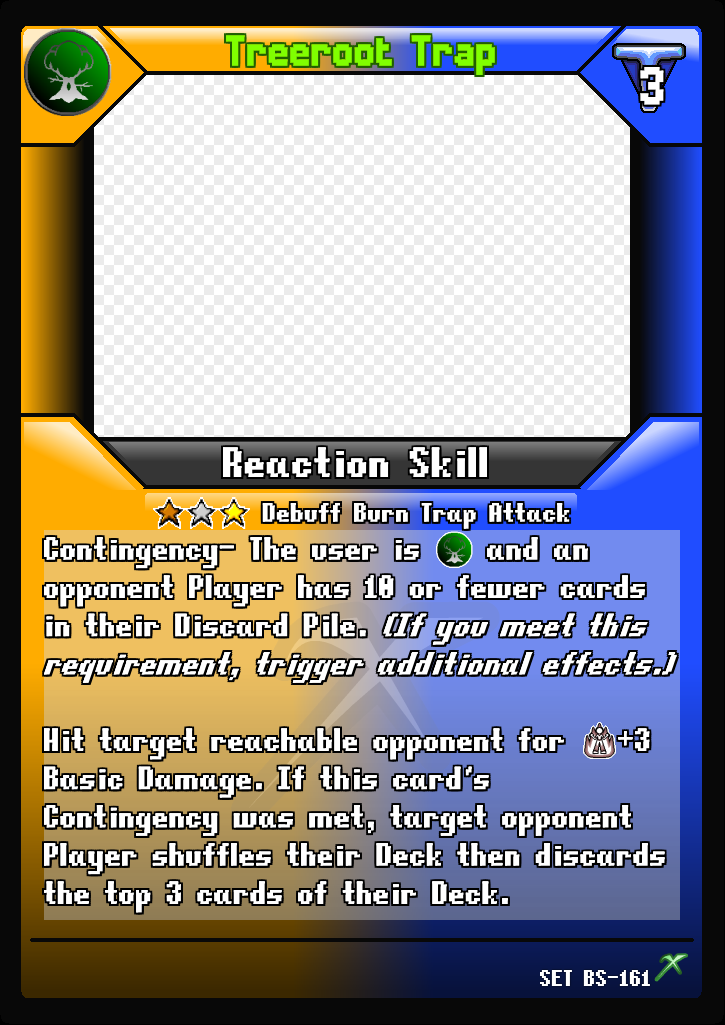 Treeroot Trap
3
Reaction Skill
Debuff Burn Trap Attack
Contingency- The user is and an
opponent Player has 10 or fewer cards
in their Discard Pile. (If you meet this
requirement, trigger additional effects.)
Hit target reachable opponent for +3
Basic Damage. If this card's
Contingency was met, target opponent
Player shuffles their Deck then discards
the top 3 cards of their Deck.
SET BS-161